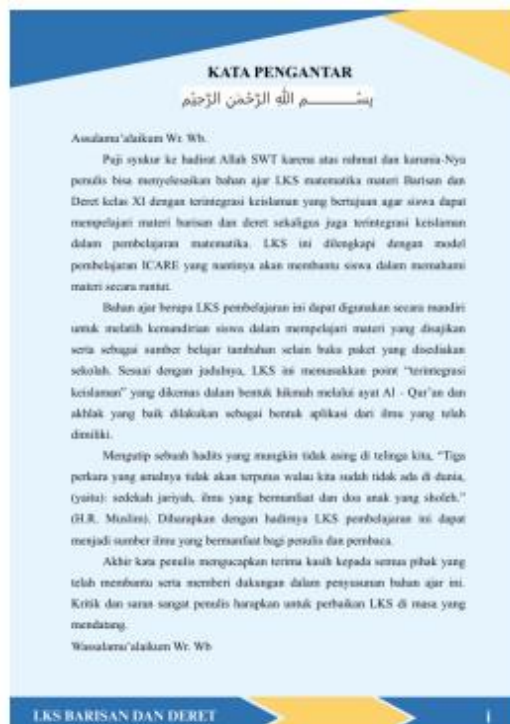 KATA PENGANTAR
بِسْــــــــمِ اللّٰهِ الرَّحْمَنِ الرَّحِيْمِ
Assalamu'alaikum Wr. Wb.
Puji syukur ke hadirat Allah SWT karena atas rahmat dan karunia-Nya
penulis bisa menyelesaikan bahan ajar LKS matematika materi Barisan dan
Deret kelas XI dengan terintegrasi keislaman yang bertujuan agar siswa dapat
mempelajari materi barisan dan deret sekaligus juga terintegrasi keislaman
dalam pembelajaran matematika. LKS ini dilengkapi dengan model
pembelajaran ICARE yang nantinya akan membantu siswa dalam memahami
materi secara runtut.
Bahan ajar berupa LKS pembelajaran ini dapat digunakan secara mandiri
untuk melatih kemandirian siswa dalam mempelajari materi yang disajikan
serta sebagai sumber belajar tambahan selain buku paket yang disediakan
sekolah. Sesuai dengan judulnya, LKS ini memasukkan point "terintegrasi
keislaman" yang dikemas dalam bentuk hikmah melalui ayat Al - Qur'an dan
akhlak yang baik dilakukan sebagai bentuk aplikasi dari ilmu yang telah
dimiliki.
Mengutip sebuah hadits yang mungkin tidak asing di telinga kita, "Tiga
perkara yang amalnya tidak akan terputus walau kita sudah tidak ada di dunia,
(yaitu): sedekah jariyah, ilmu yang bermanfaat dan doa anak yang sholeh."
(H.R. Muslim). Diharapkan dengan hadirnya LKS pembelajaran ini dapat
menjadi sumber ilmu yang bermanfaat bagi penulis dan pembaca.
Akhir kata penulis mengucapkan terima kasih kepada semua pihak yang
telah membantu serta memberi dukungan dalam penyusunan bahan ajar ini.
Kritik dan saran sangat penulis harapkan untuk perbaikan LKS di masa yang
mendatang.
Wassalamu'alaikum Wr. Wb
LKS BARISAN DAN DERET
i